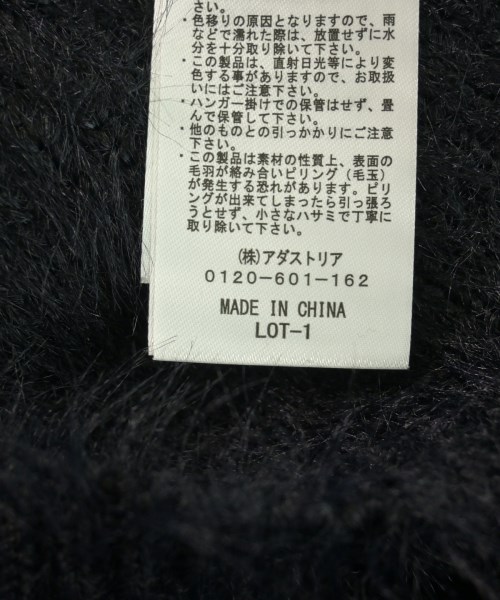 さい。
・色移りの原因となりますので、雨
などで濡れた際は、放置せずに水
分を十分取り除いて下さい。
・この製品は、直射日光等により変
色する事がありますので、お取扱
いにはご注意下さい。
・ハンガー掛けでの保管はせず、畳
んで保管して下さい。
・他のものとの引っかかりにご注意
下さい。
・この製品は素材の性質上、表面の
毛羽が絡み合いピリング（毛玉）
が発生する恐れがあります。ピリ
ングが出来てしまったら引っ張ろ
うとせず、小さなハサミで丁寧に
取り除いて下さい。
(株)アダストリア
0120-601-162
MADE IN CHINA
LOT-1